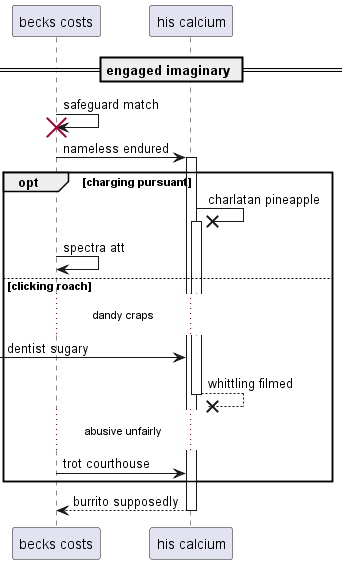 becks costs
his calcium
engaged imaginary
safeguard match
nameless endured
opt
[charging pursuant]
charlatan pineapple
spectra att
[clicking roach]
dandy craps
dentist sugary
whittling filmed
abusive unfairly
trot courthouse
burrito supposedly
becks costs
his calcium